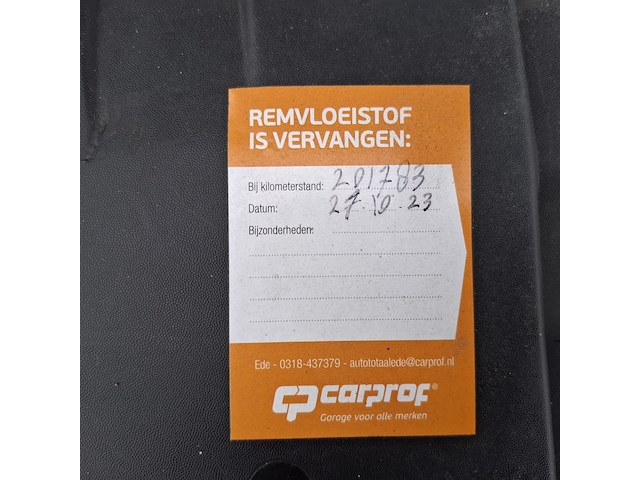 REMVLOEISTOF
IS VERVANGEN:
Bij kilometerstand: 201783
Datum: 27.10.23
Bijzonderheden:
Ede - 0318-437379 - autototaalede@carprof.nl
CP carprof®
Garage voor alle merken